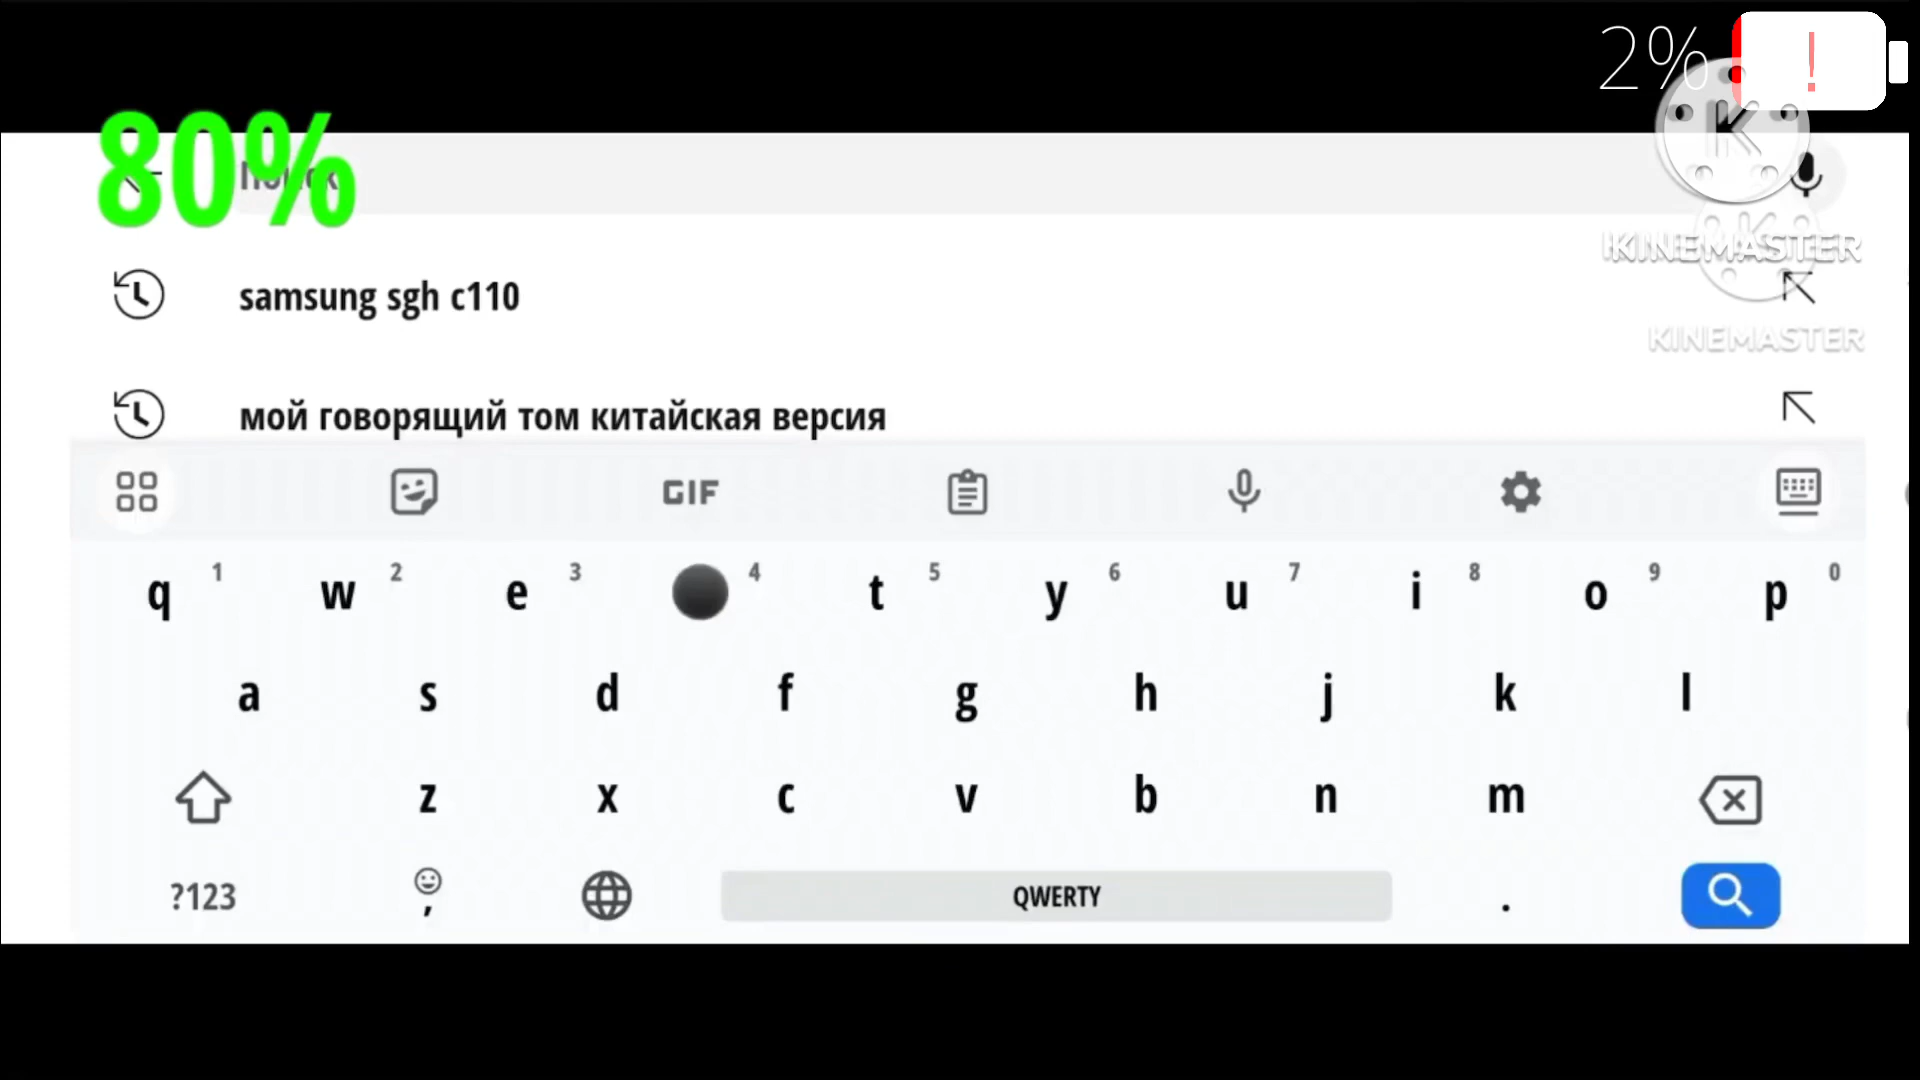 2%
!
80%
Поиск
KINEMASTER
samsung sgh c110
KINEMASTER
мой говорящий том китайская версия
GIF
q 1 w 2 e 3 4 t 5 y 6 u 7 i 8 o 9 p 0
a s d f g h j k l
z x c v b n m
?123 , QWERTY .